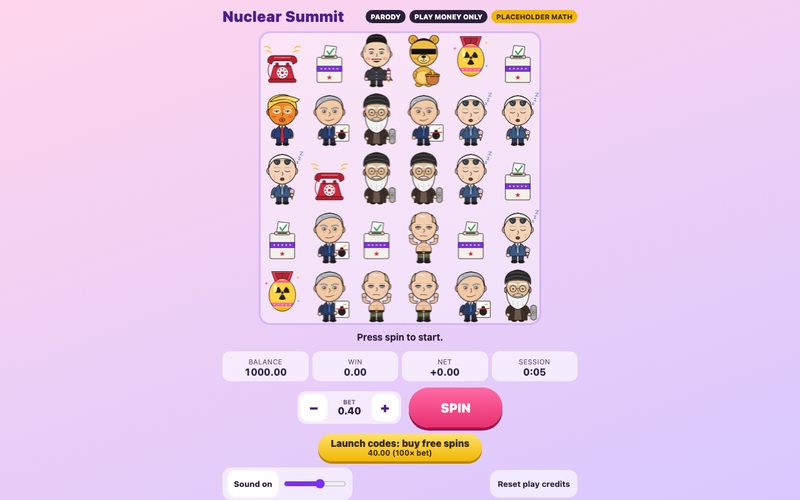 Nuclear Summit
PARODY
PLAY MONEY ONLY
PLACEHOLDER MATH
Press spin to start.
BALANCE
1000.00
WIN
0.00
NET
+0.00
SESSION
0:05
−
BET
0.40
+
SPIN
Launch codes: buy free spins
40.00 (100× bet)
Sound on
Reset play credits